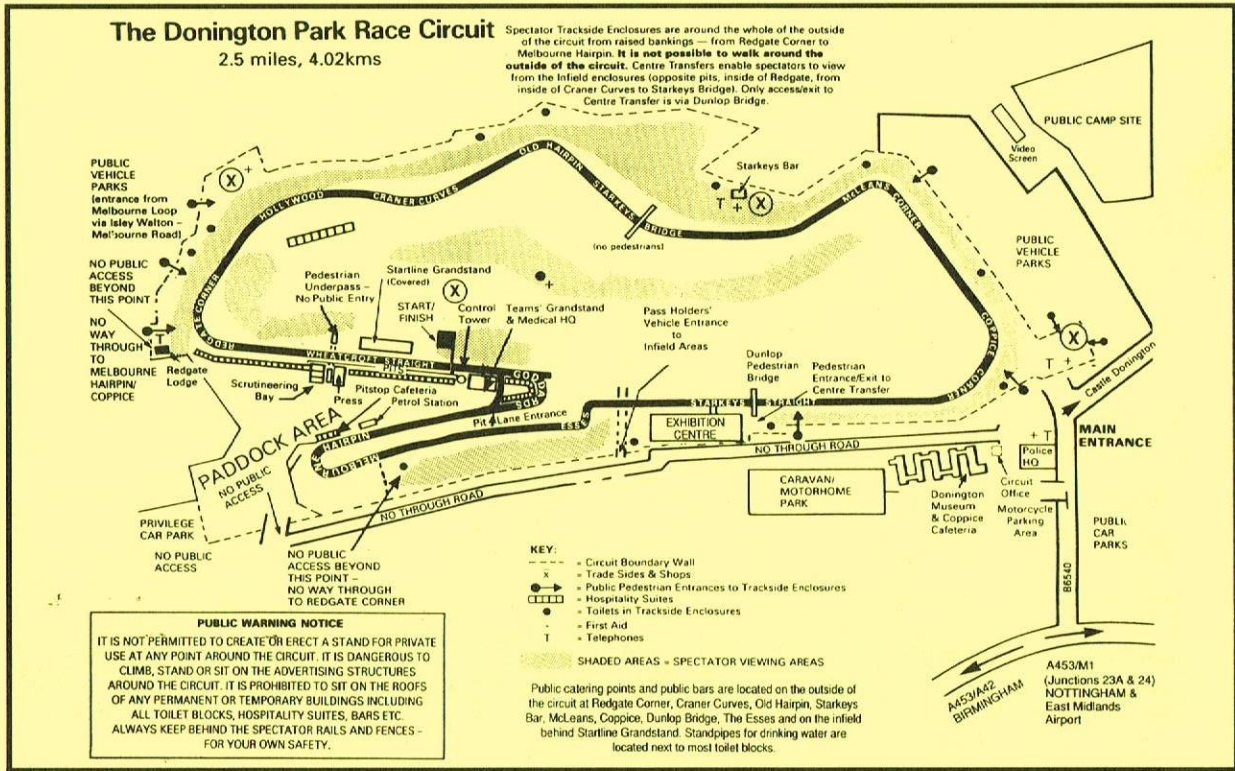 The Donington Park Race Circuit
2.5 miles, 4.02kms
Spectator Trackside Enclosures are around the whole of the outside
of the circuit from raised bankings — from Redgate Corner to
Melbourne Hairpin. It is not possible to walk around the
outside of the circuit. Centre Transfers enable spectators to view
from the Infield enclosures (opposite pits, inside of Redgate, from
inside of Craner Curves to Starkeys Bridge). Only access/exit to
Centre Transfer is via Dunlop Bridge.
PUBLIC CAMP SITE
Video
Screen
PUBLIC
VEHICLE
PARKS
(entrance from
Melbourne Loop
via Isley Walton –
Melbourne Road)
X +
OLD HAIRPIN
CRANER CURVES
HOLLYWOOD
STARKEYS
BRIDGE
(no pedestrians)
Starkeys Bar
T + X
McLEANS CORNER
PUBLIC
VEHICLE
PARKS
NO PUBLIC
ACCESS
BEYOND
THIS POINT
NO
WAY
THROUGH
TO
MELBOURNE
HAIRPIN/
COPPICE
T
Redgate
Lodge
REDGATE CORNER
Pedestrian
Underpass –
No Public Entry
Startline Grandstand
(Covered)
X
START/
FINISH
Control
Tower
Teams' Grandstand
& Medical HQ
+
Pass Holders'
Vehicle Entrance
to
Infield Areas
Dunlop
Pedestrian
Bridge
Pedestrian
Entrance/Exit to
Centre Transfer
COPPICE CORNER
X
T +
Castle Donington
WHEATCROFT STRAIGHT
PITS
GODDARDS
Scrutineering
Bay
Pitstop Cafeteria
Press
Petrol Station
Pit Lane Entrance
ESSES
STARKEYS STRAIGHT
EXHIBITION
CENTRE
MELBOURNE HAIRPIN
PADDOCK AREA
NO PUBLIC
ACCESS
NO THROUGH ROAD
NO THROUGH ROAD
MAIN
ENTRANCE
+ T
Police
HQ
CARAVAN/
MOTORHOME
PARK
Donington
Museum
& Coppice
Cafeteria
Circuit
Office
Motorcycle
Parking
Area
PUBLIC
CAR
PARKS
B6540
PRIVILEGE
CAR PARK
NO PUBLIC
ACCESS
NO PUBLIC
ACCESS BEYOND
THIS POINT –
NO WAY THROUGH
TO REDGATE CORNER
KEY:
= Circuit Boundary Wall
X = Trade Sides & Shops
= Public Pedestrian Entrances to Trackside Enclosures
= Hospitality Suites
= Toilets in Trackside Enclosures
- = First Aid
T = Telephones
SHADED AREAS = SPECTATOR VIEWING AREAS
PUBLIC WARNING NOTICE
IT IS NOT PERMITTED TO CREATE OR ERECT A STAND FOR PRIVATE
USE AT ANY POINT AROUND THE CIRCUIT. IT IS DANGEROUS TO
CLIMB, STAND OR SIT ON THE ADVERTISING STRUCTURES
AROUND THE CIRCUIT. IT IS PROHIBITED TO SIT ON THE ROOFS
OF ANY PERMANENT OR TEMPORARY BUILDINGS INCLUDING
ALL TOILET BLOCKS, HOSPITALITY SUITES, BARS ETC.
ALWAYS KEEP BEHIND THE SPECTATOR RAILS AND FENCES –
FOR YOUR OWN SAFETY.
Public catering points and public bars are located on the outside of
the circuit at Redgate Corner, Craner Curves, Old Hairpin, Starkeys
Bar, McLeans, Coppice, Dunlop Bridge, The Esses and on the infield
behind Startline Grandstand. Standpipes for drinking water are
located next to most toilet blocks.
A453/A42
BIRMINGHAM
A453/M1
(Junctions 23A & 24)
NOTTINGHAM &
East Midlands
Airport